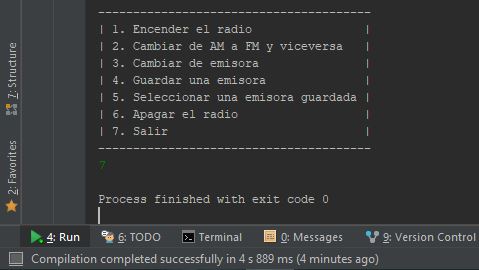 ---------------------------------------
| 1. Encender el radio                |
| 2. Cambiar de AM a FM y viceversa   |
| 3. Cambiar de emisora               |
| 4. Guardar una emisora              |
| 5. Seleccionar una emisora guardada |
| 6. Apagar el radio                  |
| 7. Salir                            |
---------------------------------------
7
Process finished with exit code 0
7: Structure
2: Favorites
4: Run 6: TODO Terminal 0: Messages 9: Version Control
Compilation completed successfully in 4 s 889 ms (4 minutes ago)